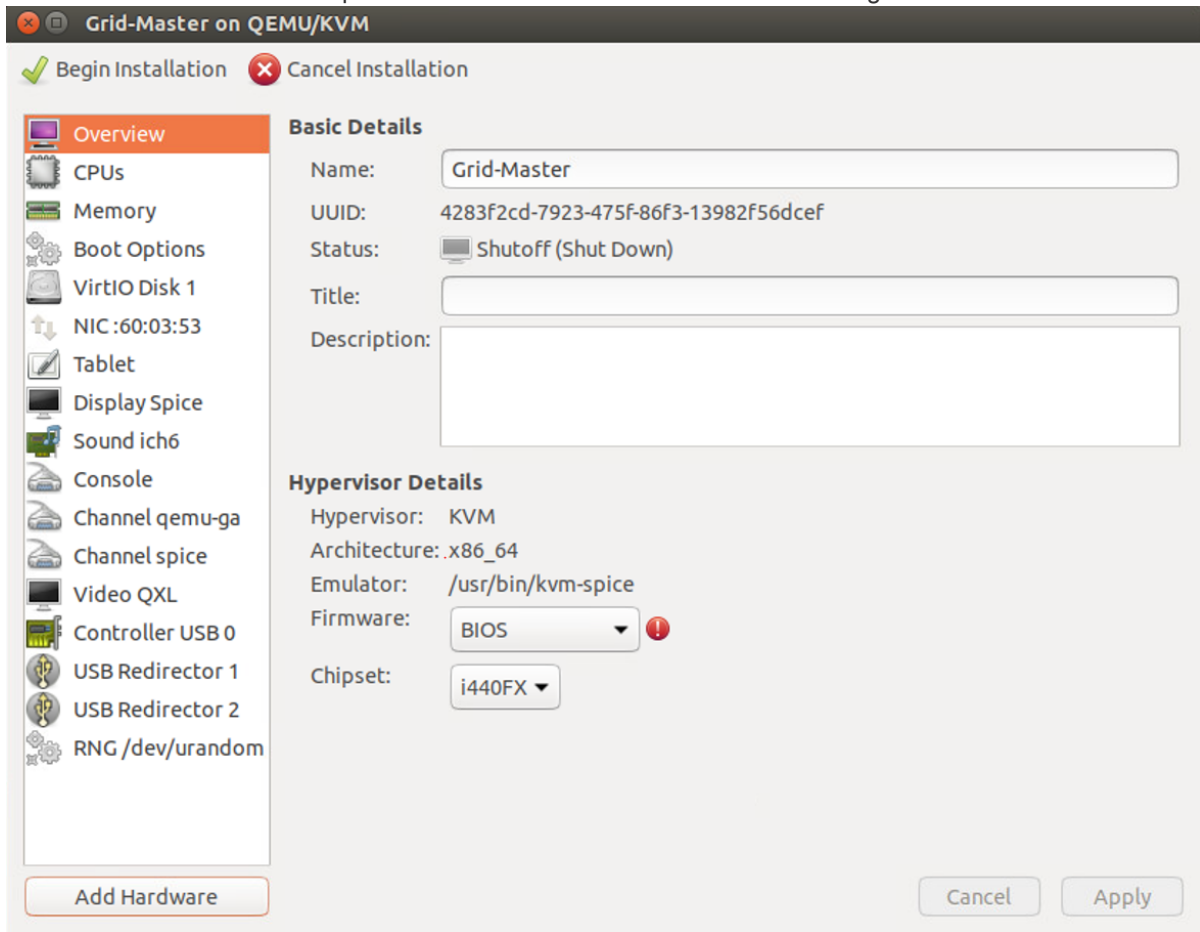 Grid-Master on QEMU/KVM
Begin Installation Cancel Installation
Overview
CPUs
Memory
Boot Options
VirtIO Disk 1
NIC :60:03:53
Tablet
Display Spice
Sound ich6
Console
Channel qemu-ga
Channel spice
Video QXL
Controller USB 0
USB Redirector 1
USB Redirector 2
RNG /dev/urandom
Add Hardware
Basic Details
Name: Grid-Master
UUID: 4283f2cd-7923-475f-86f3-13982f56dcef
Status: Shutoff (Shut Down)
Title:
Description:
Hypervisor Details
Hypervisor: KVM
Architecture: x86_64
Emulator: /usr/bin/kvm-spice
Firmware: BIOS
Chipset: i440FX
Cancel Apply